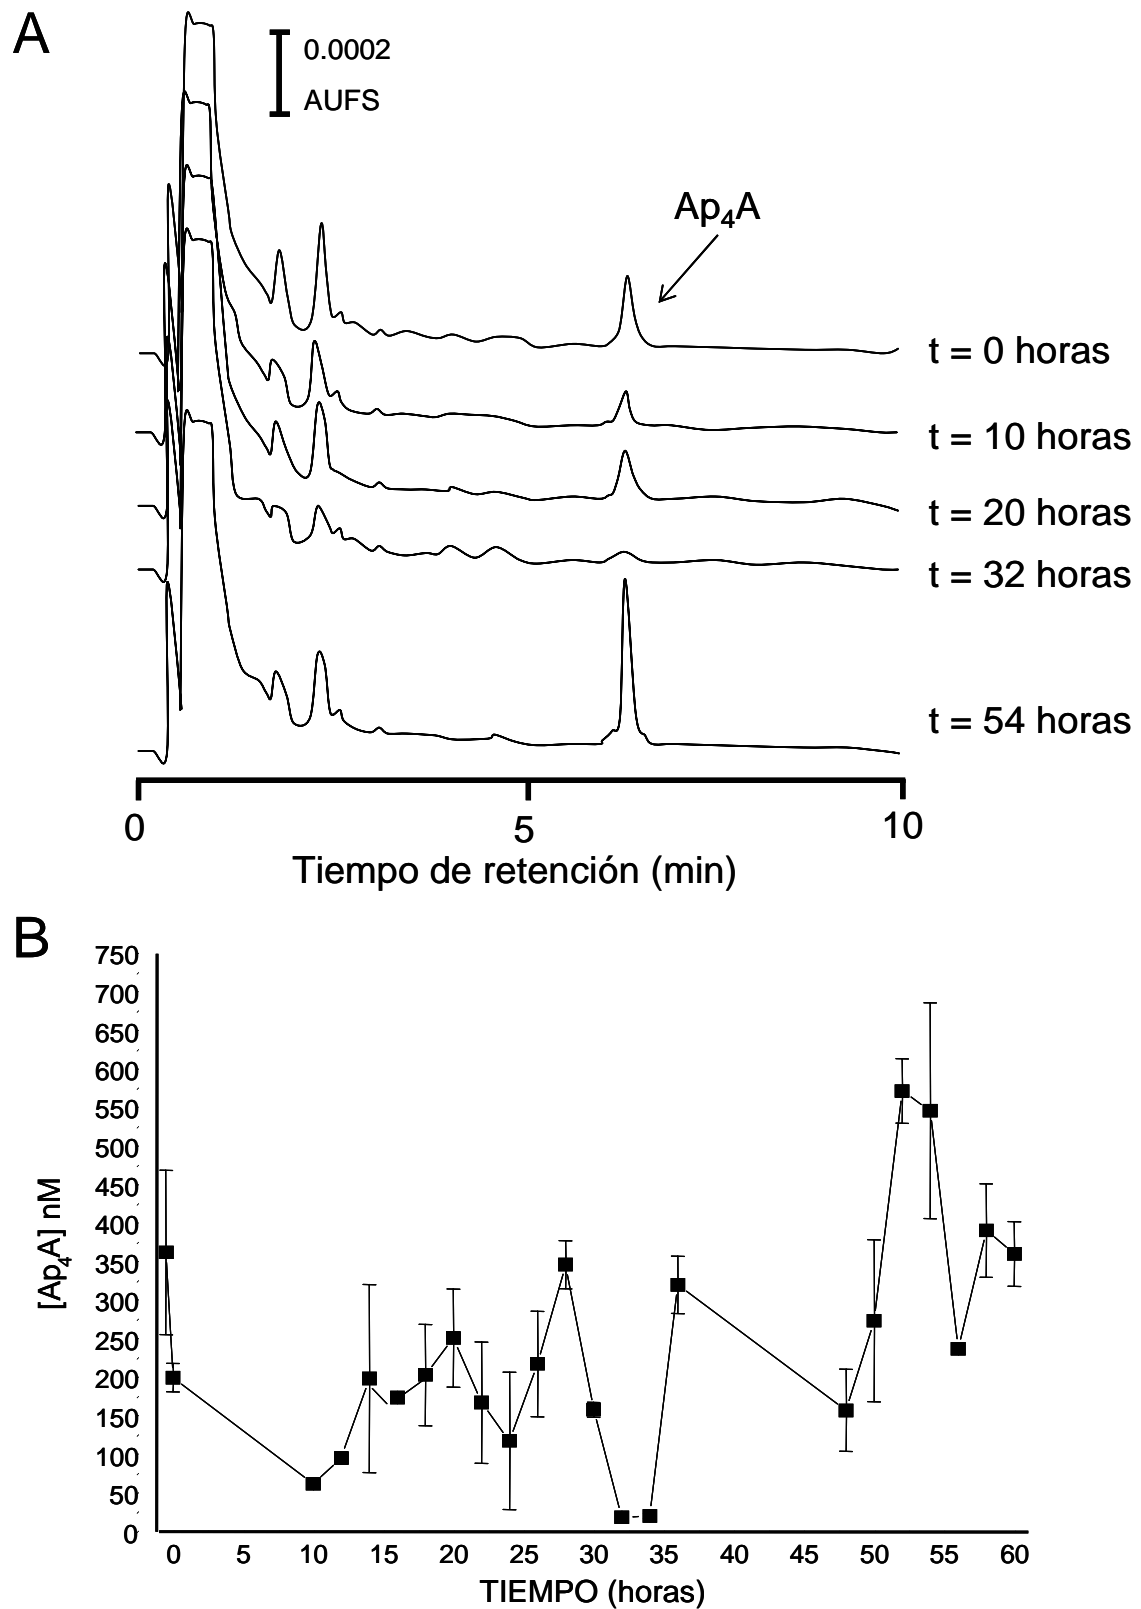 A
0.0002
AUFS
Ap4A
t = 0 horas
t = 10 horas
t = 20 horas
t = 32 horas
t = 54 horas
0 5 10
Tiempo de retención (min)
B
750
700
650
600
550
500
450
400
350
300
250
200
150
100
50
0
[Ap4A] nM
0 5 10 15 20 25 30 35 40 45 50 55 60
TIEMPO (horas)